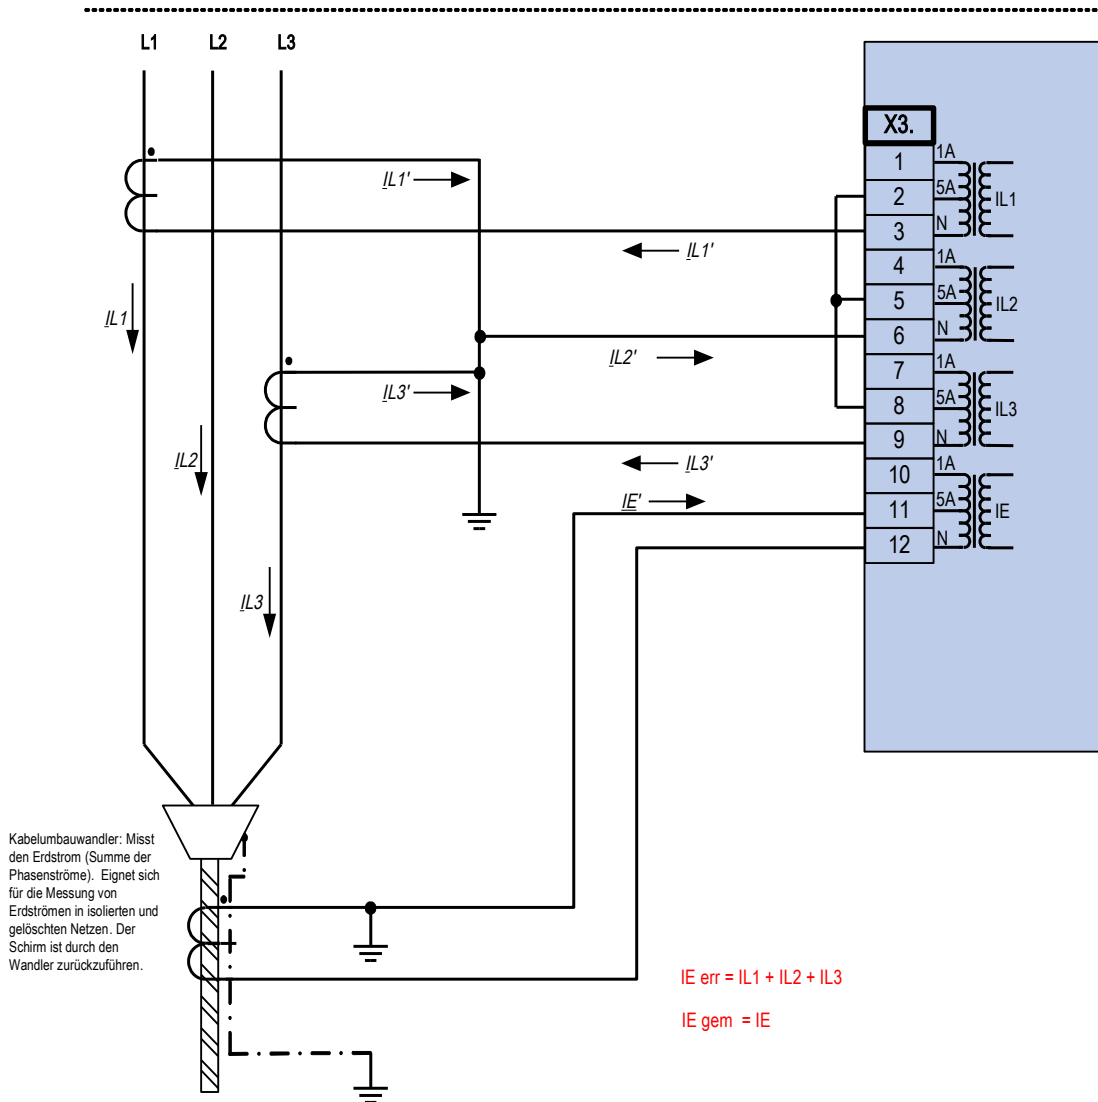 L1 L2 L3
X3.
1 1A
2 5A IL1
3 N
4 1A
5 5A IL2
6 N
7 1A
8 5A IL3
9 N
10 1A
11 5A IE
12 N
IL1'
IL1'
IL1
IL2'
IL3'
IL2
IL3'
IE'
IL3
Kabelumbauwandler: Misst
den Erdstrom (Summe der
Phasenströme). Eignet sich
für die Messung von
Erdströmen in isolierten und
gelöschten Netzen. Der
Schirm ist durch den
Wandler zurückzuführen.
IE err = IL1 + IL2 + IL3
IE gem = IE